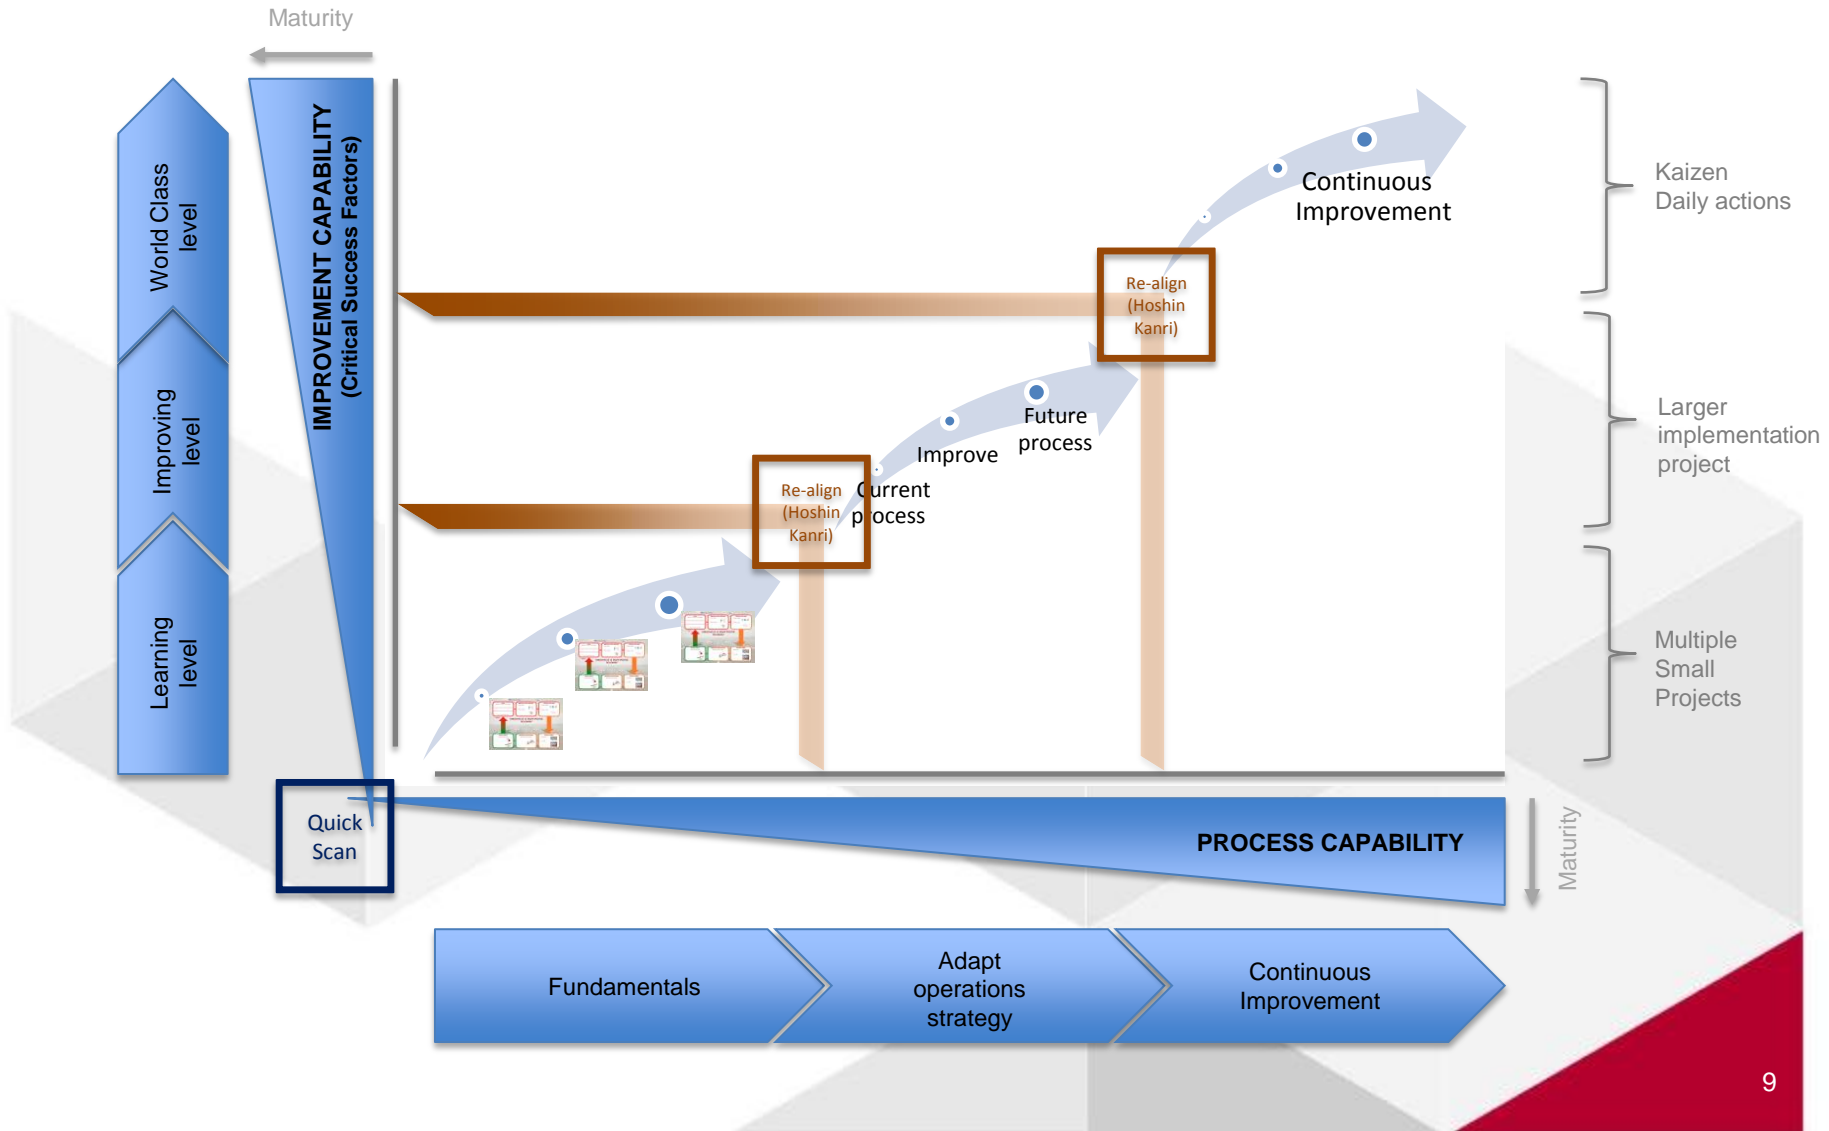 Maturity
World Class
level
Improving
level
Learning
level
IMPROVEMENT CAPABILITY
(Critical Success Factors)
Continuous
Improvement
Re-align
(Hoshin
Kanri)
Future
process
Improve
Current
process
Re-align
(Hoshin
Kanri)
Kaizen
Daily actions
Larger
implementation
project
Multiple
Small
Projects
Quick
Scan
PROCESS CAPABILITY
Maturity
Fundamentals
Adapt
operations
strategy
Continuous
Improvement
9